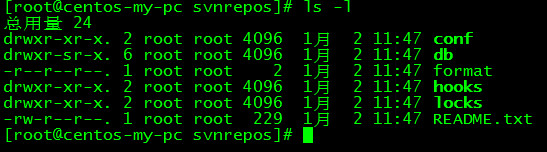 [root@centos-my-pc svnrepos]# ls -l
总用量 24
drwxr-xr-x. 2 root root 4096 1月 2 11:47 conf
drwxr-sr-x. 6 root root 4096 1月 2 11:47 db
-r--r--r--. 1 root root 2 1月 2 11:47 format
drwxr-xr-x. 2 root root 4096 1月 2 11:47 hooks
drwxr-xr-x. 2 root root 4096 1月 2 11:47 locks
-rw-r--r--. 1 root root 229 1月 2 11:47 README.txt
[root@centos-my-pc svnrepos]#